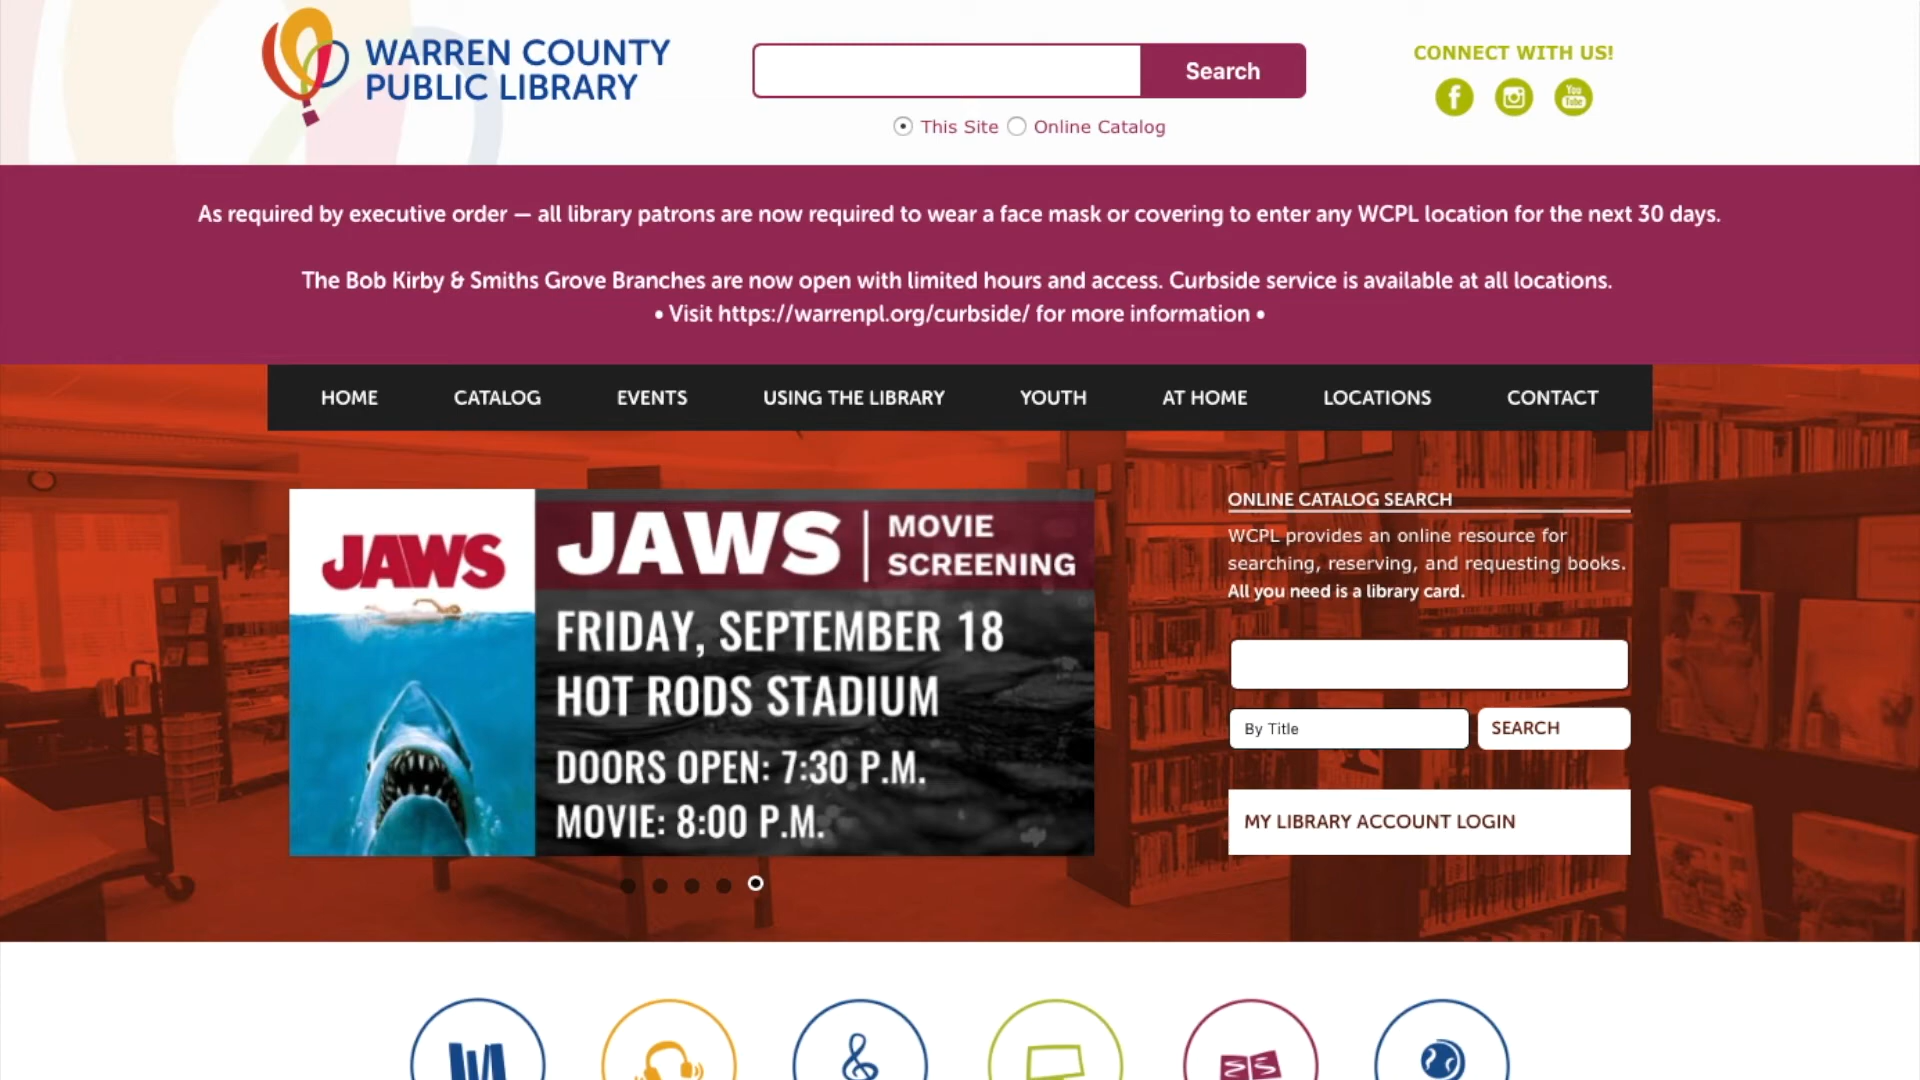 WARREN COUNTY
PUBLIC LIBRARY
Search
This Site
Online Catalog
CONNECT WITH US!
You
Tube
As required by executive order — all library patrons are now required to wear a face mask or covering to enter any WCPL location for the next 30 days.
The Bob Kirby & Smiths Grove Branches are now open with limited hours and access. Curbside service is available at all locations.
• Visit https://warrenpl.org/curbside/ for more information •
HOME
CATALOG
EVENTS
USING THE LIBRARY
YOUTH
AT HOME
LOCATIONS
CONTACT
JAWS
JAWS
MOVIE
SCREENING
FRIDAY, SEPTEMBER 18
HOT RODS STADIUM
DOORS OPEN: 7:30 P.M.
MOVIE: 8:00 P.M.
ONLINE CATALOG SEARCH
WCPL provides an online resource for
searching, reserving, and requesting books.
All you need is a library card.
By Title
SEARCH
MY LIBRARY ACCOUNT LOGIN